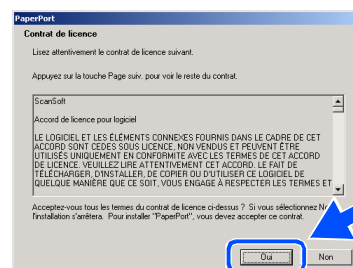 PaperPort
Contrat de licence
Lisez attentivement le contrat de licence suivant.
Appuyez sur la touche Page suiv. pour voir le reste du contrat.
ScanSoft
Accord de licence pour logiciel
LE LOGICIEL ET LES ÉLÉMENTS CONNEXES FOURNIS DANS LE CADRE DE CET
ACCORD SONT CEDES SOUS LICENCE, NON VENDUS ET PEUVENT ÊTRE
UTILISÉS UNIQUEMENT EN CONFORMITE AVEC LES TERMES DE CET ACCORD
DE LICENCE. VEUILLEZ LIRE ATTENTIVEMENT CET ACCORD. LE FAIT DE
TÉLÉCHARGER, D'INSTALLER, DE COPIER OU D'UTILISER CE LOGICIEL DE
QUELQUE MANIÈRE QUE CE SOIT, VOUS ENGAGE À RESPECTER LES TERMES ET
Acceptez-vous tous les termes du contrat de licence ci-dessus ? Si vous sélectionnez
l'installation s'arrêtera. Pour installer "PaperPort", vous devez accepter ce contrat.
Oui
Non